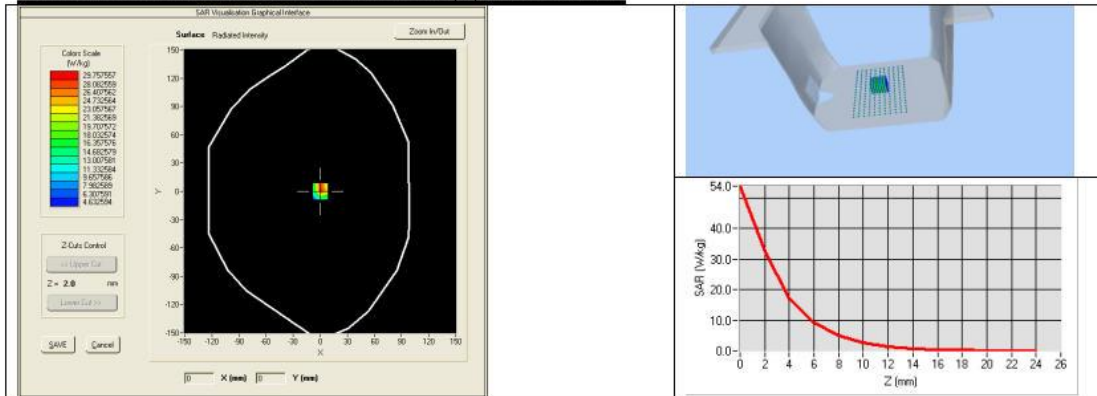 SAR Visualisation Graphical Interface
Surface Radiated Intensity
Zoom In/Out
Colors Scale
(W/kg)
29.757557
28.082559
26.407562
24.732564
23.057567
21.382569
19.707572
18.032574
16.357576
14.682579
13.007581
11.332584
9.657586
7.982589
6.307591
4.632594
Z-Cuts Control
<< Upper Cut
Z = 2.0 mm
Lower Cut >>
SAVE Cancel
150
120
90
60
30
0
-30
-60
-90
-120
-150
Y
-150 -120 -90 -60 -30 0 30 60 90 120 150
X
0 X (mm) 0 Y (mm)
54.0
40.0
30.0
20.0
10.0
0.0
SAR (W/kg)
0 2 4 6 8 10 12 14 16 18 20 22 24 26
Z (mm)